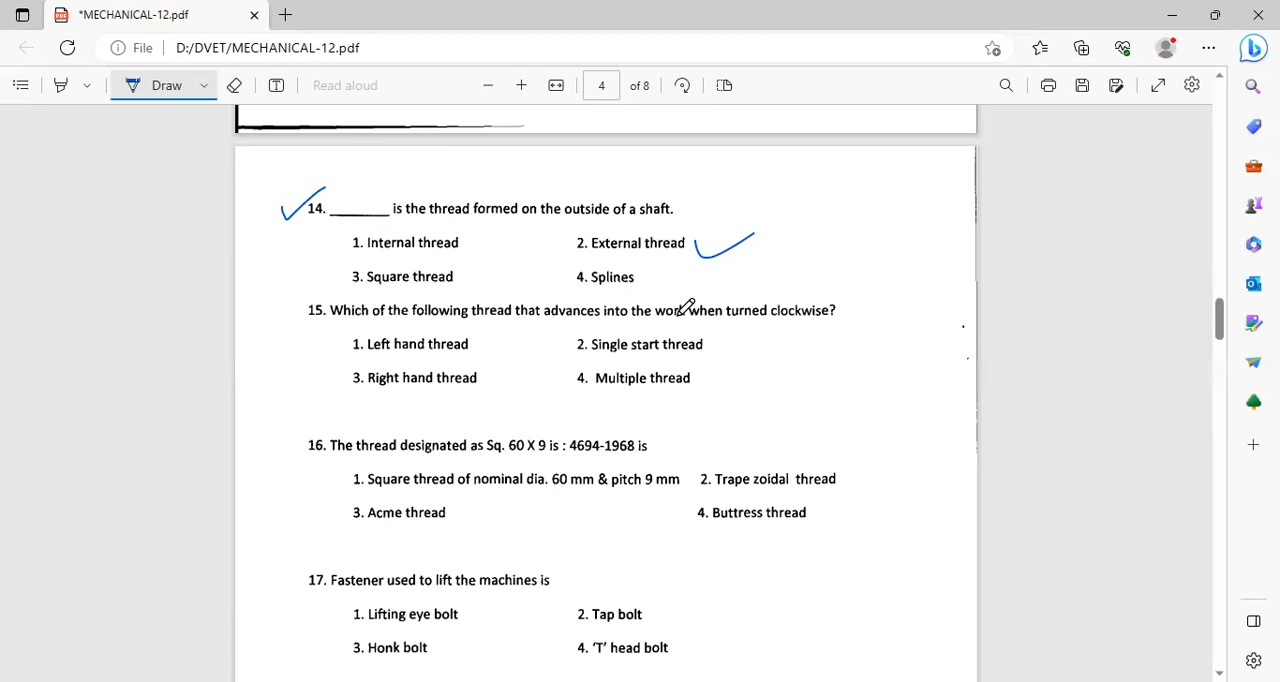 *MECHANICAL-12.pdf
File D:/DVET/MECHANICAL-12.pdf
Draw Read aloud 4 of 8
14. ________ is the thread formed on the outside of a shaft.
1. Internal thread 2. External thread
3. Square thread 4. Splines
15. Which of the following thread that advances into the work when turned clockwise?
1. Left hand thread 2. Single start thread
3. Right hand thread 4. Multiple thread
16. The thread designated as Sq. 60 X 9 is : 4694-1968 is
1. Square thread of nominal dia. 60 mm & pitch 9 mm 2. Trape zoidal thread
3. Acme thread 4. Buttress thread
17. Fastener used to lift the machines is
1. Lifting eye bolt 2. Tap bolt
3. Honk bolt 4. 'T' head bolt